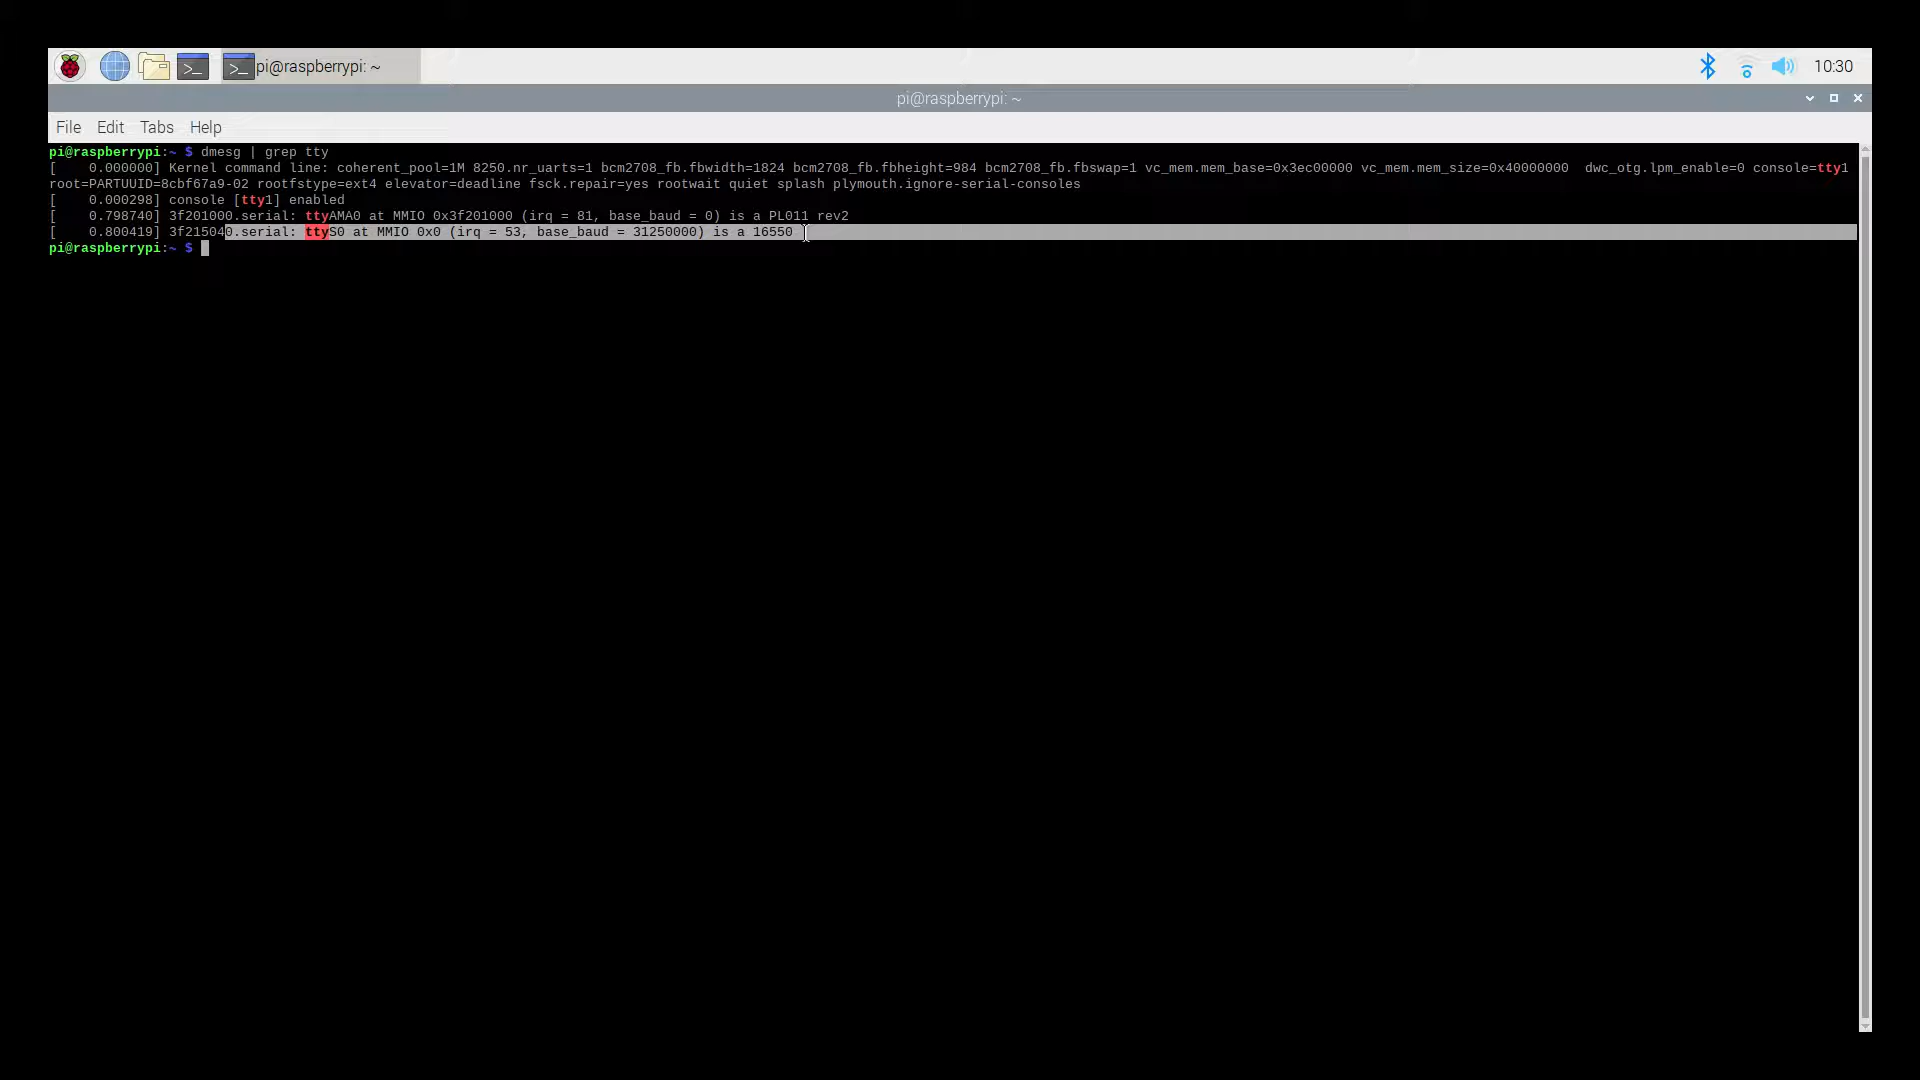 pi@raspberrypi: ~ 10:30
pi@raspberrypi: ~
File Edit Tabs Help
pi@raspberrypi:~ $ dmesg | grep tty
[    0.000000] Kernel command line: coherent_pool=1M 8250.nr_uarts=1 bcm2708_fb.fbwidth=1824 bcm2708_fb.fbheight=984 bcm2708_fb.fbswap=1 vc_mem.mem_base=0x3ec00000 vc_mem.mem_size=0x40000000  dwc_otg.lpm_enable=0 console=tty1
root=PARTUUID=8cbf67a9-02 rootfstype=ext4 elevator=deadline fsck.repair=yes rootwait quiet splash plymouth.ignore-serial-consoles
[    0.000298] console [tty1] enabled
[    0.798740] 3f201000.serial: ttyAMA0 at MMIO 0x3f201000 (irq = 81, base_baud = 0) is a PL011 rev2
[    0.800419] 3f215040.serial: ttyS0 at MMIO 0x0 (irq = 53, base_baud = 31250000) is a 16550
pi@raspberrypi:~ $